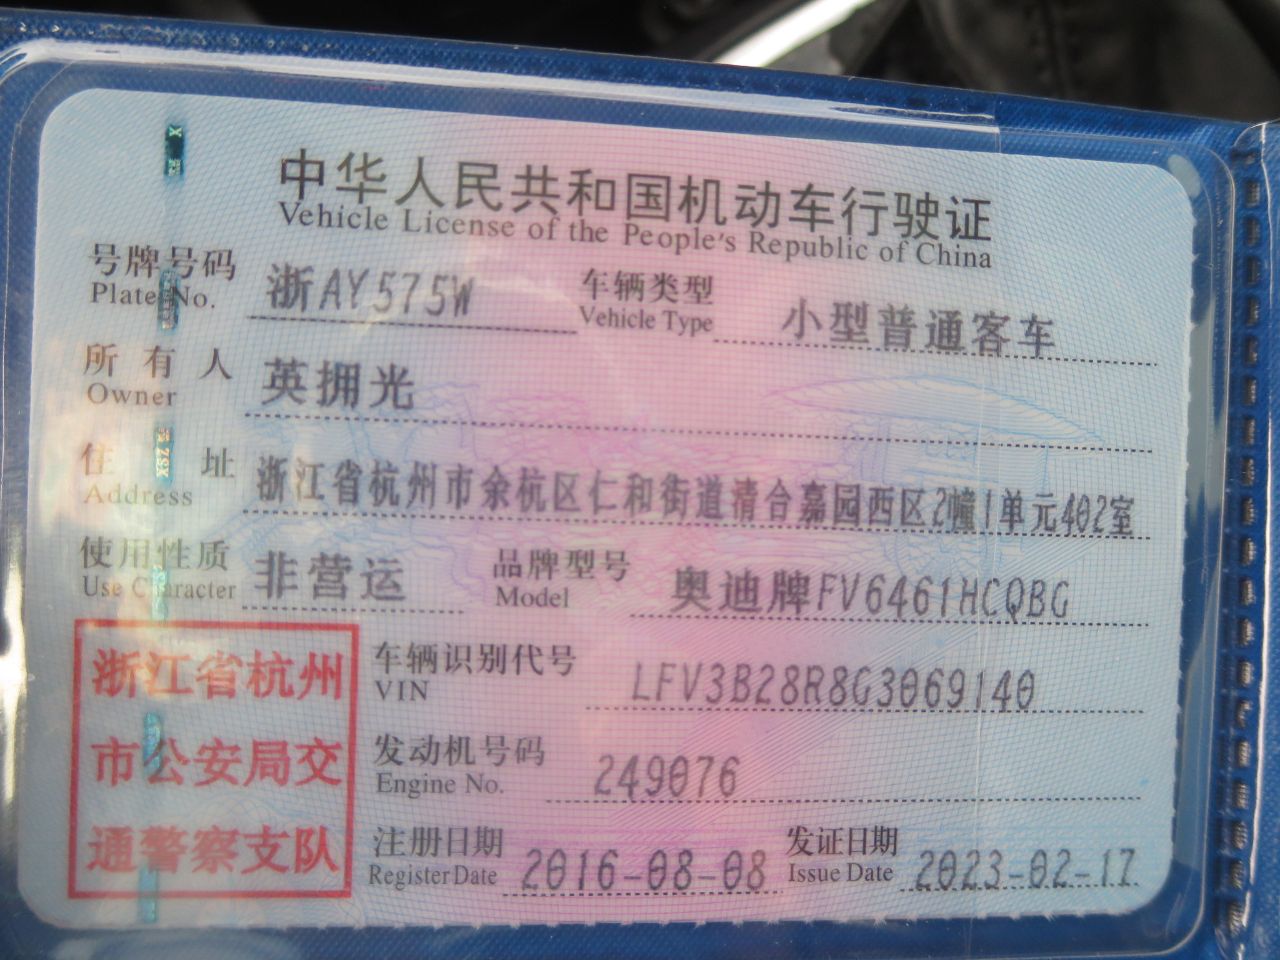 中华人民共和国机动车行驶证
Vehicle License of the People's Republic of China
号牌号码 浙AY575W 车辆类型 小型普通客车
Plate No. Vehicle Type
所有人 英拥光
Owner
住址 浙江省杭州市余杭区仁和街道清合嘉园西区2幢1单元402室
Address
使用性质 非营运 品牌型号 奥迪牌FV6461HCQBG
Use Character Model
浙江省杭州
市公安局交
通警察支队
车辆识别代号 LFV3B28R8G3069140
VIN
发动机号码 249076
Engine No.
注册日期 2016-08-08 发证日期 2023-02-17
Register Date Issue Date